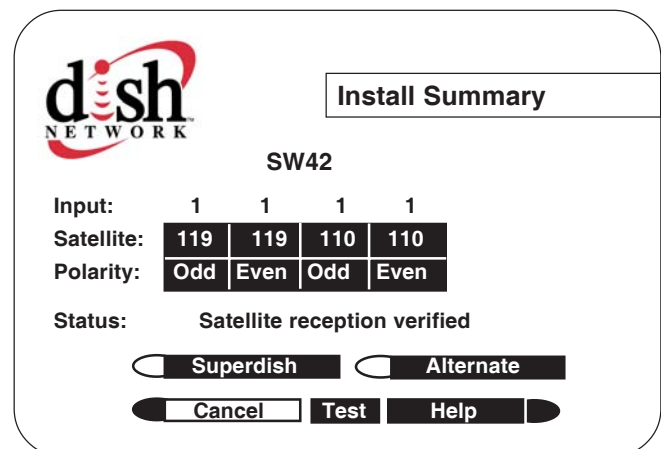 dish
NETWORK
Install Summary
SW42
Input: 1 1 1 1
Satellite: 119 119 110 110
Polarity: Odd Even Odd Even
Status: Satellite reception verified
Superdish Alternate
Cancel Test Help